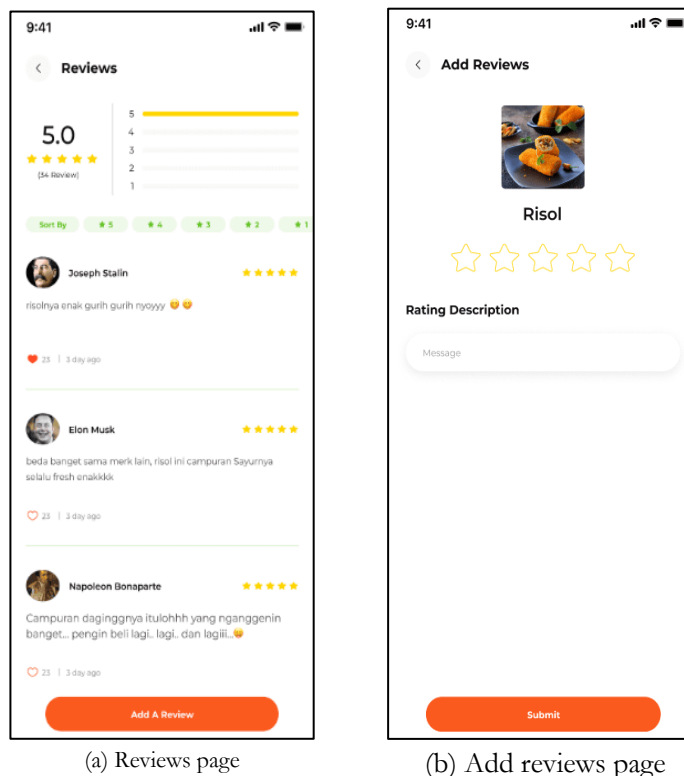 9:41
Reviews
5.0
(34 Review)
5
4
3
2
1
Sort By
5
4
3
2
1
Joseph Stalin
risolnya enak gurih gurih nyoyyy 😋 😋
23 | 3 day ago
Elon Musk
beda banget sama merk lain, risol ini campuran Sayurnya
selalu fresh enakkkk
23 | 3 day ago
Napoleon Bonaparte
Campuran daginggnya itulohhh yang nganggenin
banget... pengin beli lagi.. lagi.. dan lagiii...😋
23 | 3 day ago
Add A Review
(a) Reviews page
9:41
Add Reviews
Risol
Rating Description
Message
Submit
(b) Add reviews page